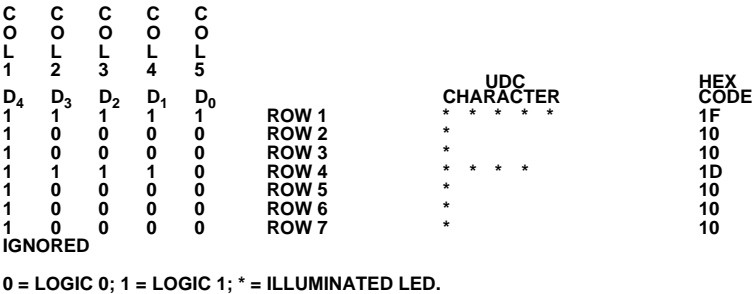 C C C C C
O O O O O
L L L L L
1 2 3 4 5
UDC HEX
D4 D3 D2 D1 D0 CHARACTER CODE
1 1 1 1 1 ROW 1 * * * * * 1F
1 0 0 0 0 ROW 2 * 10
1 0 0 0 0 ROW 3 * 10
1 1 1 1 0 ROW 4 * * * * 1D
1 0 0 0 0 ROW 5 * 10
1 0 0 0 0 ROW 6 * 10
1 0 0 0 0 ROW 7 * 10
IGNORED
0 = LOGIC 0; 1 = LOGIC 1; * = ILLUMINATED LED.